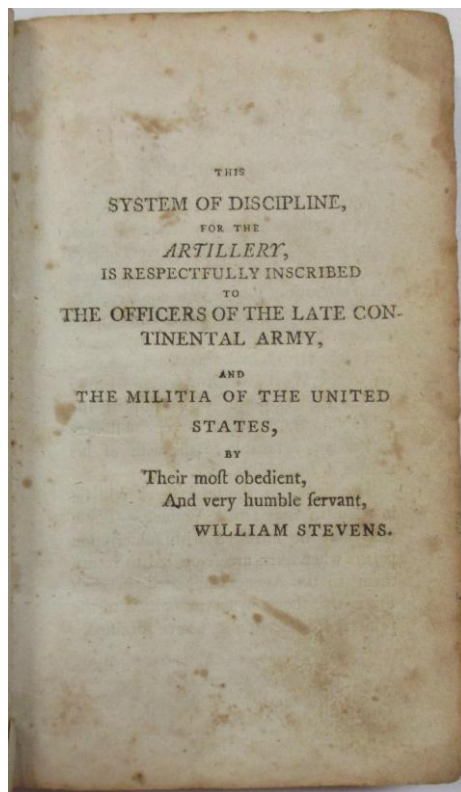 THIS
SYSTEM OF DISCIPLINE,
FOR THE
ARTILLERY,
IS RESPECTFULLY INSCRIBED
TO
THE OFFICERS OF THE LATE CON-
TINENTAL ARMY,
AND
THE MILITIA OF THE UNITED
STATES,
BY
Their moſt obedient,
And very humble ſervant,
WILLIAM STEVENS.